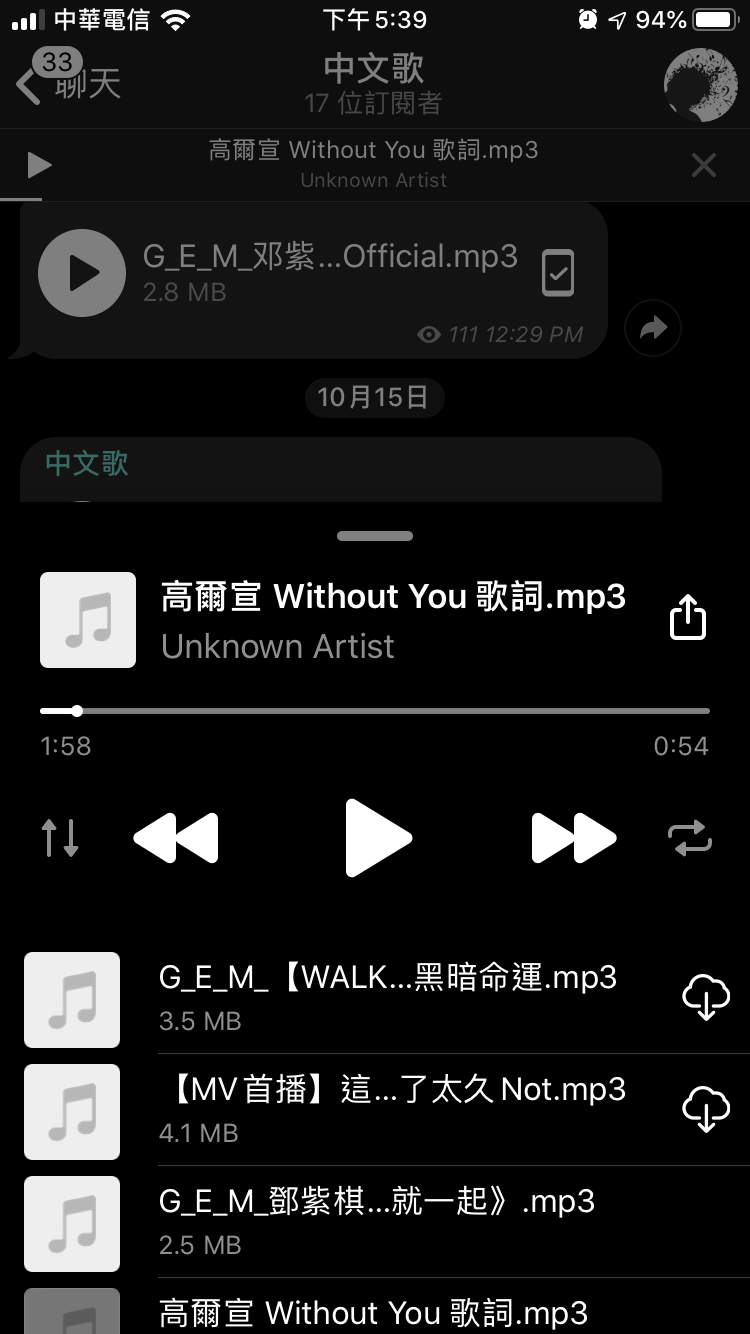 中華電信
下午5:39
94%
33
聊天
中文歌
17 位訂閱者
高爾宣 Without You 歌詞.mp3
Unknown Artist
G_E_M_邓紫...Official.mp3
2.8 MB
111 12:29 PM
10月15日
中文歌
高爾宣 Without You 歌詞.mp3
Unknown Artist
1:58
0:54
G_E_M_【WALK...黑暗命運.mp3
3.5 MB
【MV首播】這...了太久Not.mp3
4.1 MB
G_E_M_鄧紫棋...就一起》.mp3
2.5 MB
高爾宣 Without You 歌詞.mp3